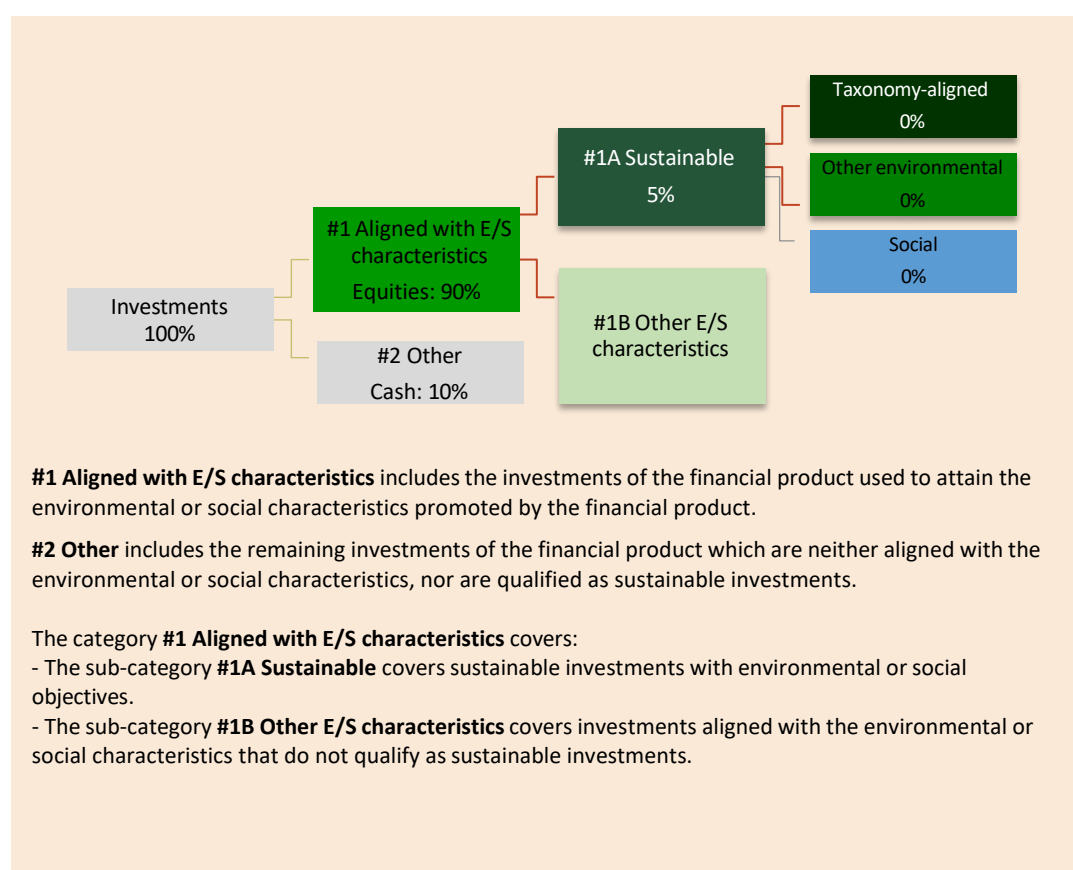 Taxonomy-aligned
0%
#1A Sustainable
5%
Other environmental
0%
#1 Aligned with E/S
characteristics
Equities: 90%
Social
0%
Investments
100%
#1B Other E/S
characteristics
#2 Other
Cash: 10%
#1 Aligned with E/S characteristics includes the investments of the financial product used to attain the
environmental or social characteristics promoted by the financial product.
#2 Other includes the remaining investments of the financial product which are neither aligned with the
environmental or social characteristics, nor are qualified as sustainable investments.
The category #1 Aligned with E/S characteristics covers:
- The sub-category #1A Sustainable covers sustainable investments with environmental or social
objectives.
- The sub-category #1B Other E/S characteristics covers investments aligned with the environmental or
social characteristics that do not qualify as sustainable investments.